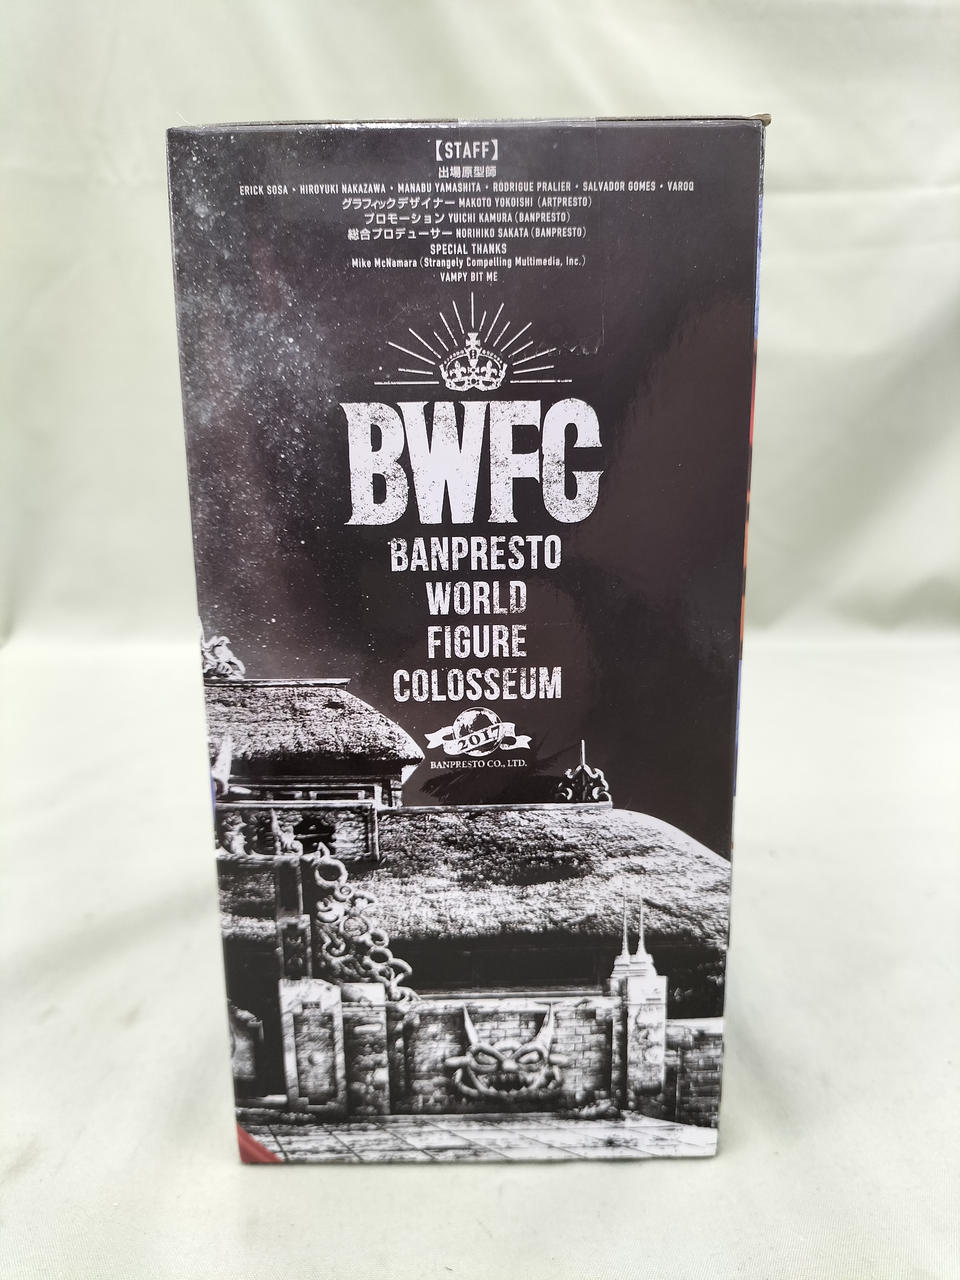 【STAFF】
出場原型師
ERICK SOSA・HIROYUKI NAKAZAWA・MANABU YAMASHITA・RODRIGUE PRALIER・SALVADOR GOMES・VAROQ
グラフィックデザイナー MAKOTO YOKOISHI (ARTPRESTO)
プロモーション YUICHI KAMURA (BANPRESTO)
総合プロデューサー NORIHIKO SAKATA (BANPRESTO)
SPECIAL THANKS
Mike McNamara (Strangely Compelling Multimedia, Inc.)
VAMPY BIT ME
BWFC
BANPRESTO
WORLD
FIGURE
COLOSSEUM
2017
BANPRESTO CO., LTD.